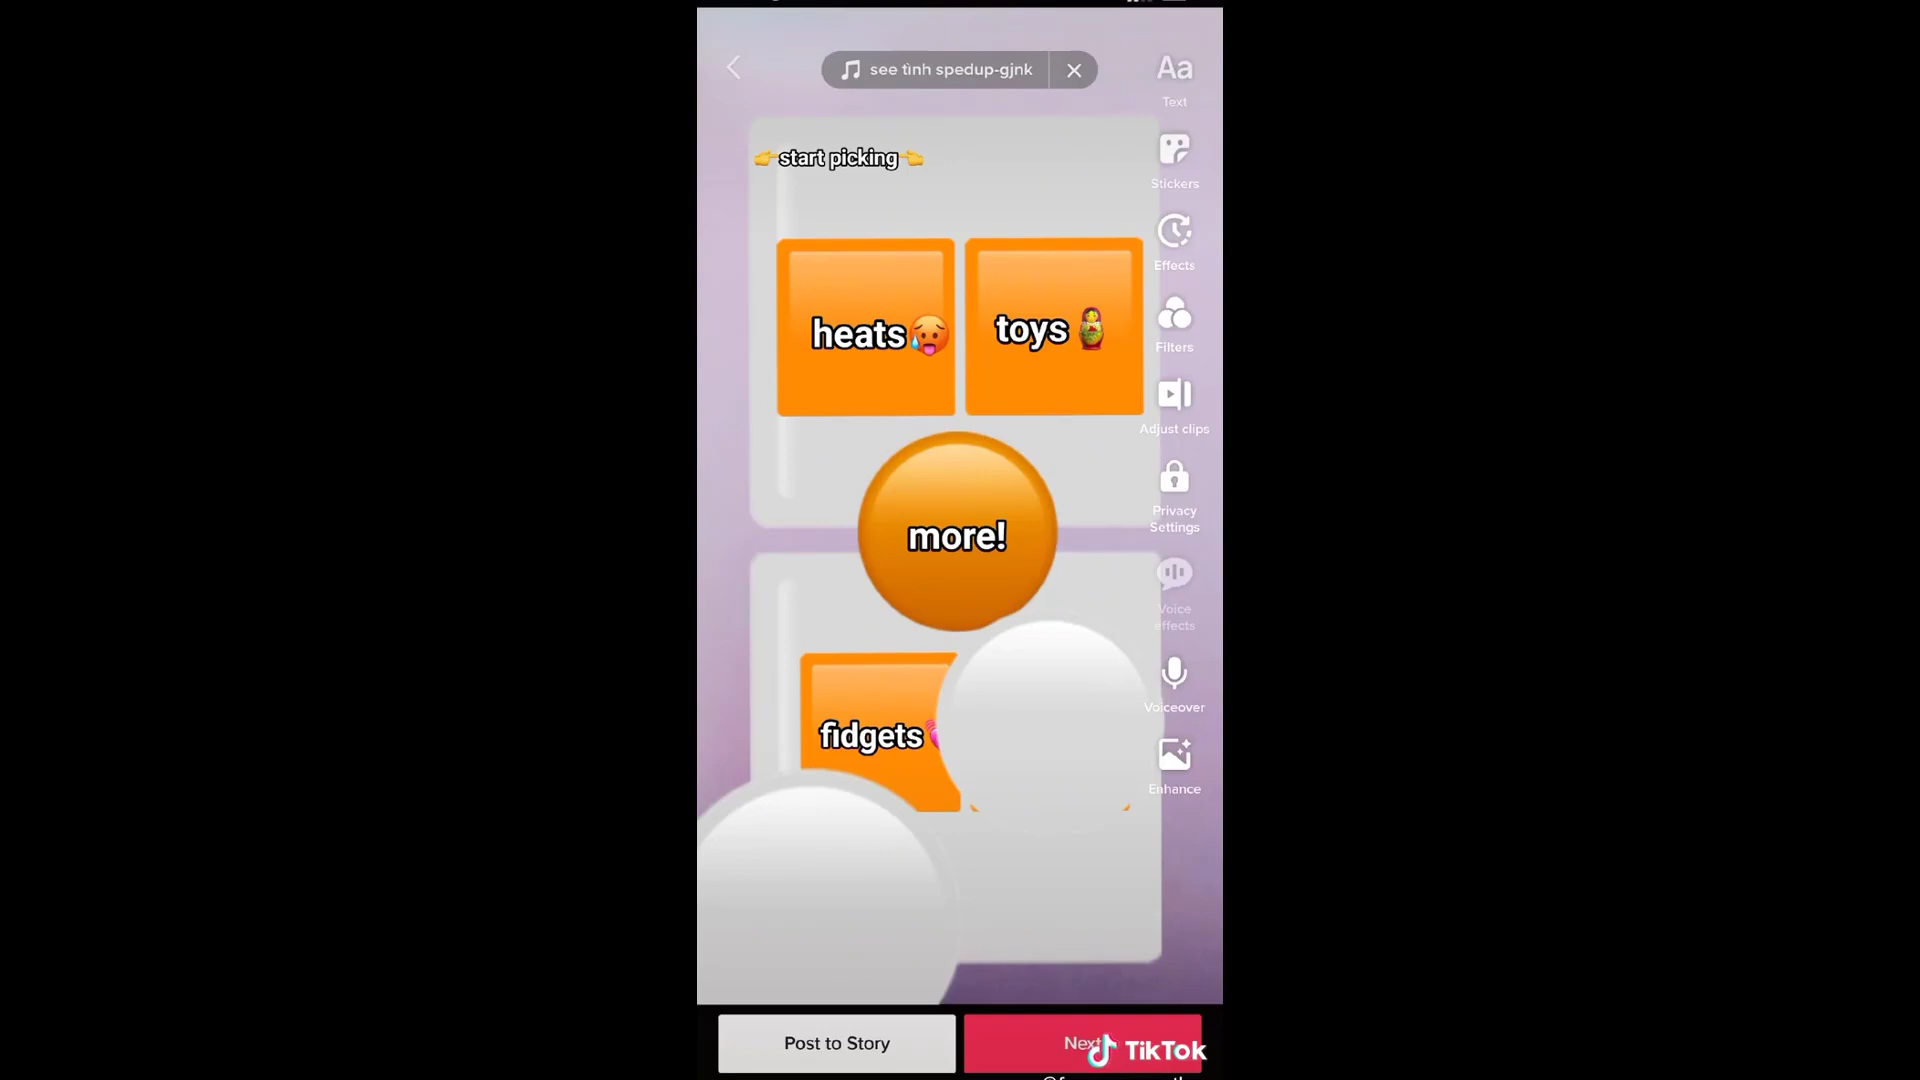 see tình spedup-gjnk
Aa
Text
start picking
Stickers
Effects
heats
toys
Filters
Adjust clips
Privacy
Settings
more!
Voice
effects
Voiceover
fidgets
Enhance
Post to Story
Next
TikTok